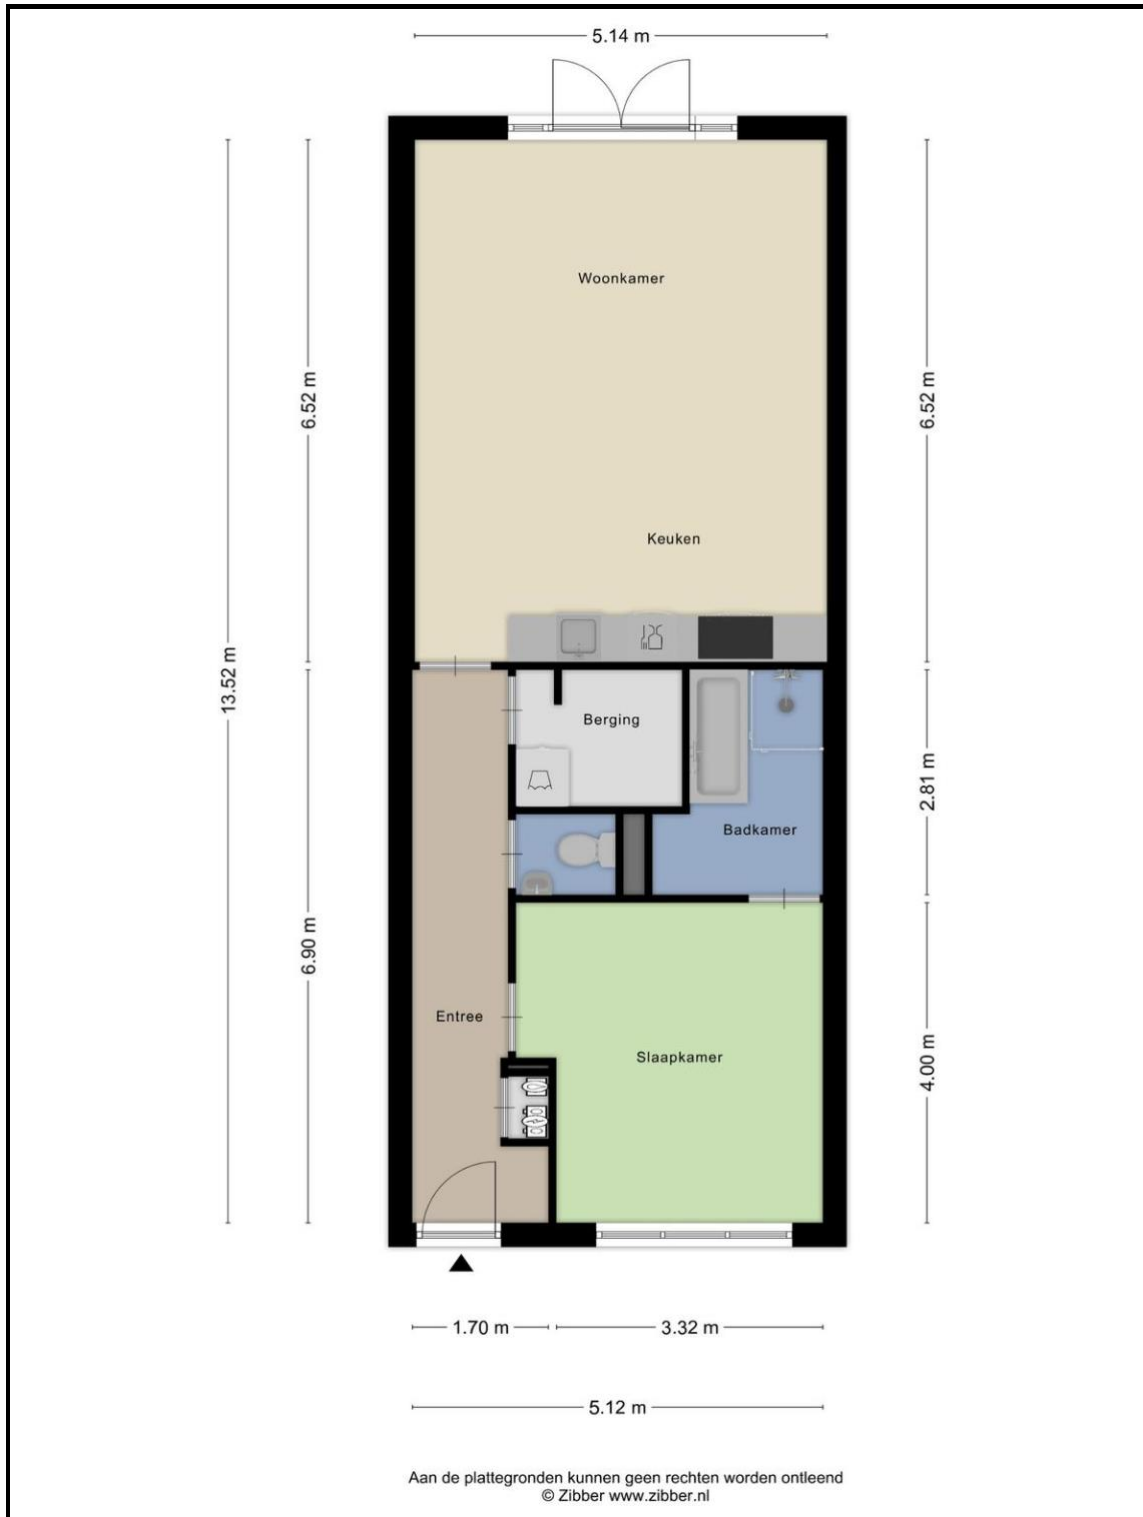 5.14 m
Woonkamer
6.52 m
6.52 m
Keuken
13.52 m
Berging
2.81 m
Badkamer
6.90 m
Entree
Slaapkamer
4.00 m
1.70 m
3.32 m
5.12 m
Aan de plattegronden kunnen geen rechten worden ontleend
© Zibber www.zibber.nl